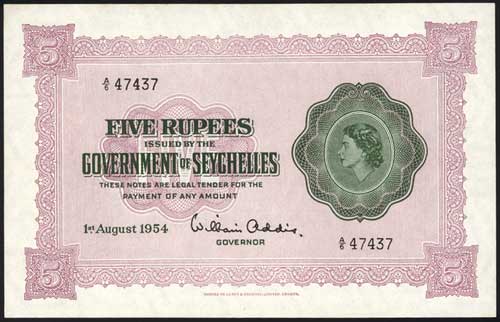 5 5
A/6 47437
FIVE RUPEES
ISSUED BY THE
GOVERNMENT OF SEYCHELLES
THESE NOTES ARE LEGAL TENDER FOR THE
PAYMENT OF ANY AMOUNT
1st August 1954
William Addis.
GOVERNOR
A/6 47437
5 5